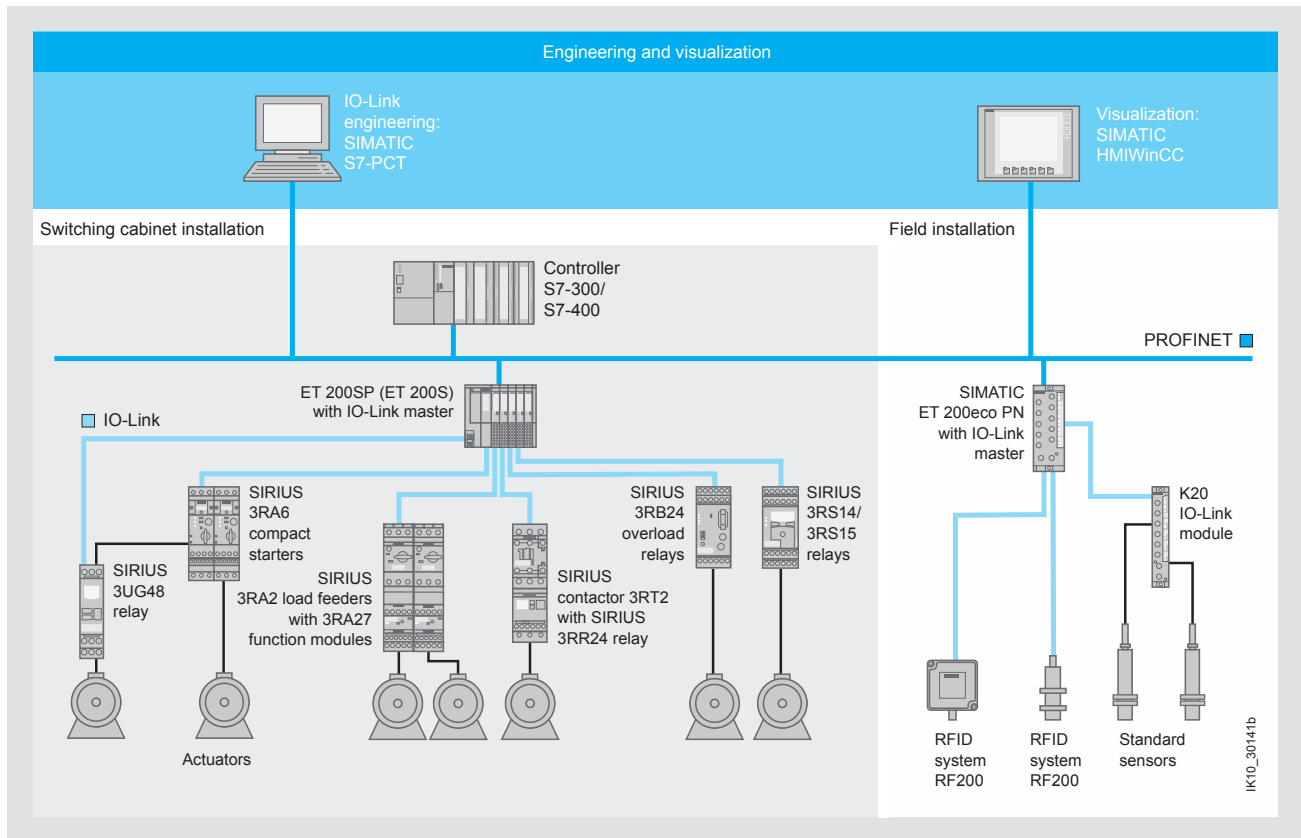 Engineering and visualization
IO-Link
engineering:
SIMATIC
S7-PCT
Visualization:
SIMATIC
HMIWinCC
Switching cabinet installation
Field installation
Controller
S7-300/
S7-400
PROFINET
ET 200SP (ET 200S)
with IO-Link master
SIMATIC
ET 200eco PN
with IO-Link
master
IO-Link
SIRIUS
3RA6
compact
starters
SIRIUS
3RB24
overload
relays
SIRIUS
3RS14/
3RS15
relays
K20
IO-Link
module
SIRIUS
3UG48
relay
SIRIUS
3RA2 load feeders
with 3RA27
function modules
SIRIUS
contactor 3RT2
with SIRIUS
3RR24 relay
Actuators
RFID
system
RF200
RFID
system
RF200
Standard
sensors
IK10_30141b